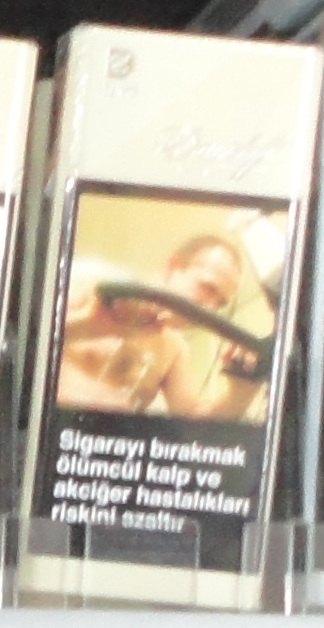 Sigarayı bırakmak
ölümcül kalp ve
akciğer hastalıkları
riskini azaltır